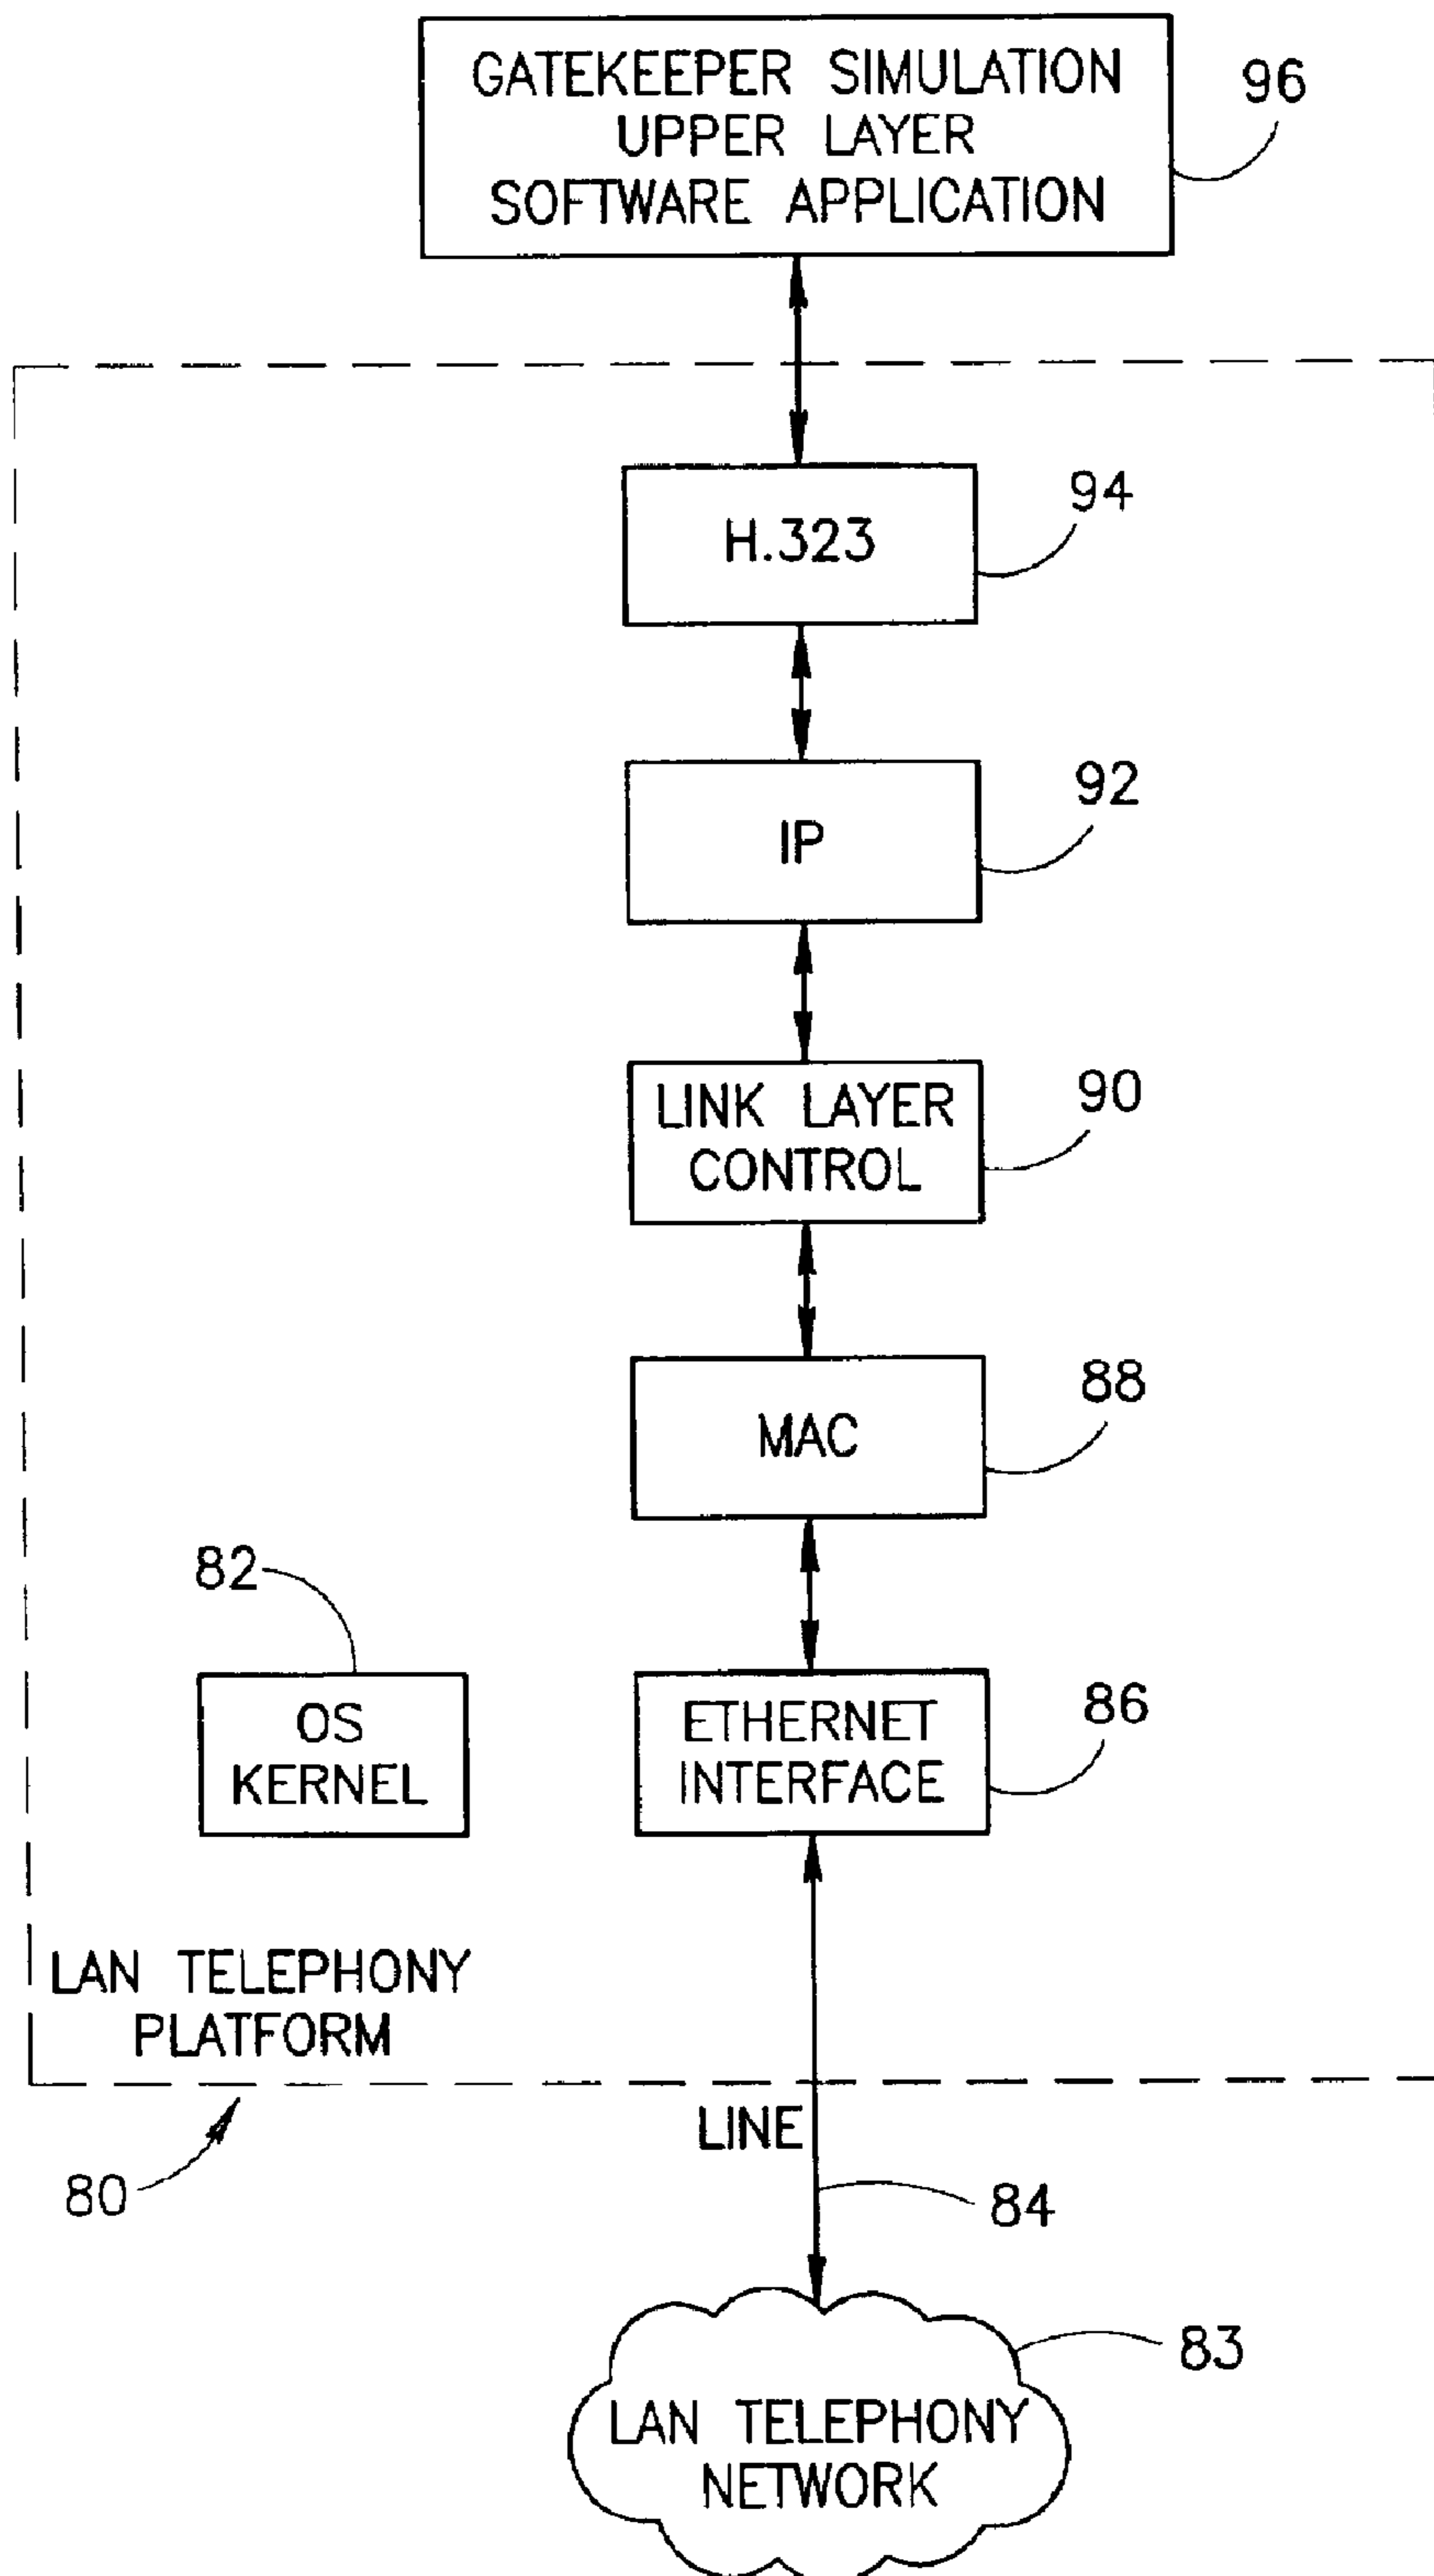 GATEKEEPER SIMULATION
UPPER LAYER
SOFTWARE APPLICATION
96
H.323
94
IP
92
LINK LAYER
CONTROL
90
MAC
88
82
OS
KERNEL
ETHERNET
INTERFACE
86
LAN TELEPHONY
PLATFORM
80
LINE
84
83
LAN TELEPHONY
NETWORK